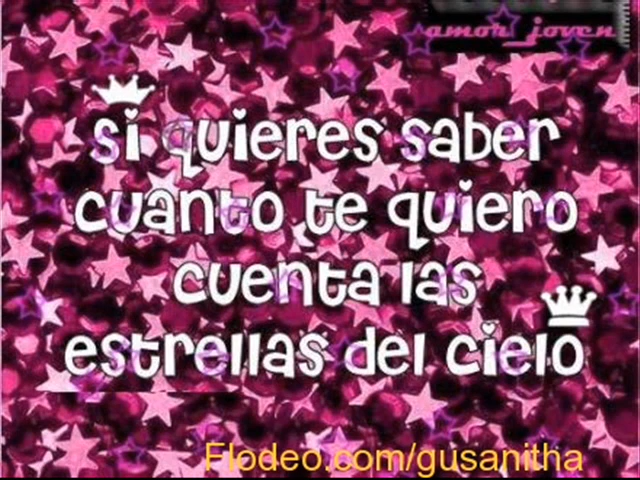 amor_joven
si quieres saber
cuanto te quiero
cuenta las
estrellas del cielo
Flodeo.com/gusanitha